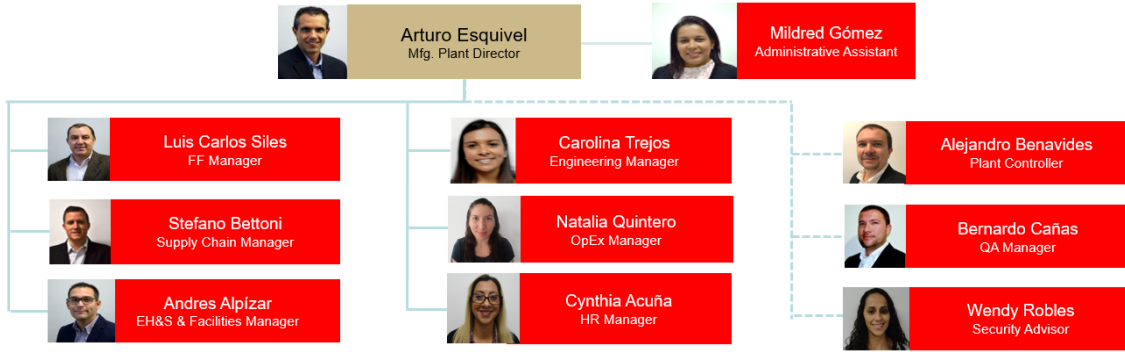 Arturo Esquivel
Mfg. Plant Director
Mildred Gómez
Administrative Assistant
Luis Carlos Siles
FF Manager
Carolina Trejos
Engineering Manager
Alejandro Benavides
Plant Controller
Stefano Bettoni
Supply Chain Manager
Natalia Quintero
OpEx Manager
Bernardo Cañas
QA Manager
Andres Alpízar
EH&S & Facilities Manager
Cynthia Acuña
HR Manager
Wendy Robles
Security Advisor